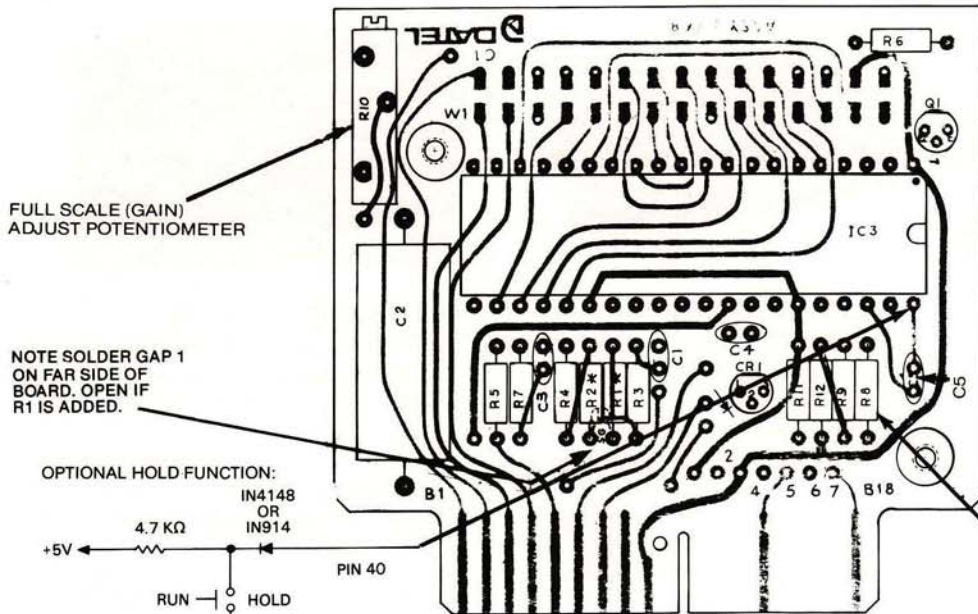 DATEL
C1
R6
R10
W1
Q1
1
FULL SCALE (GAIN)
ADJUST POTENTIOMETER
IC3
C2
C4
C1
CR1
C5
NOTE SOLDER GAP 1
ON FAR SIDE OF
BOARD. OPEN IF
R1 IS ADDED.
R5
R7
C3
R4
R2*
R1*
R3
R11
R12
R9
R8
OPTIONAL HOLD FUNCTION:
B1
2
4
5
6
7
B18
IN4148
OR
IN914
4.7 KΩ
+5V
PIN 40
RUN
HOLD